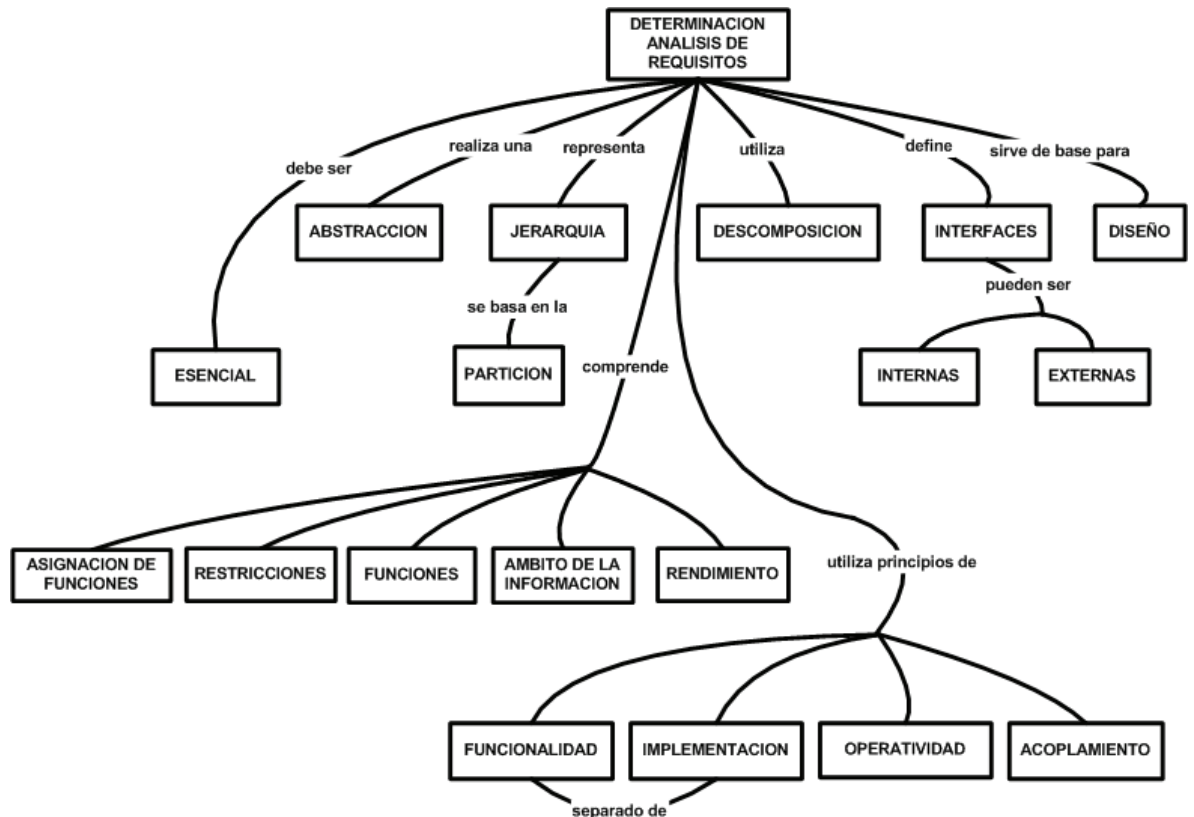 DETERMINACION
ANALISIS DE
REQUISITOS
debe ser
realiza una
representa
utiliza
define
sirve de base para
ABSTRACCION
JERARQUIA
DESCOMPOSICION
INTERFACES
DISEÑO
se basa en la
pueden ser
ESENCIAL
PARTICION
comprende
INTERNAS
EXTERNAS
ASIGNACION DE
FUNCIONES
RESTRICCIONES
FUNCIONES
AMBITO DE LA
INFORMACION
RENDIMIENTO
utiliza principios de
FUNCIONALIDAD
IMPLEMENTACION
OPERATIVIDAD
ACOPLAMIENTO
separado de